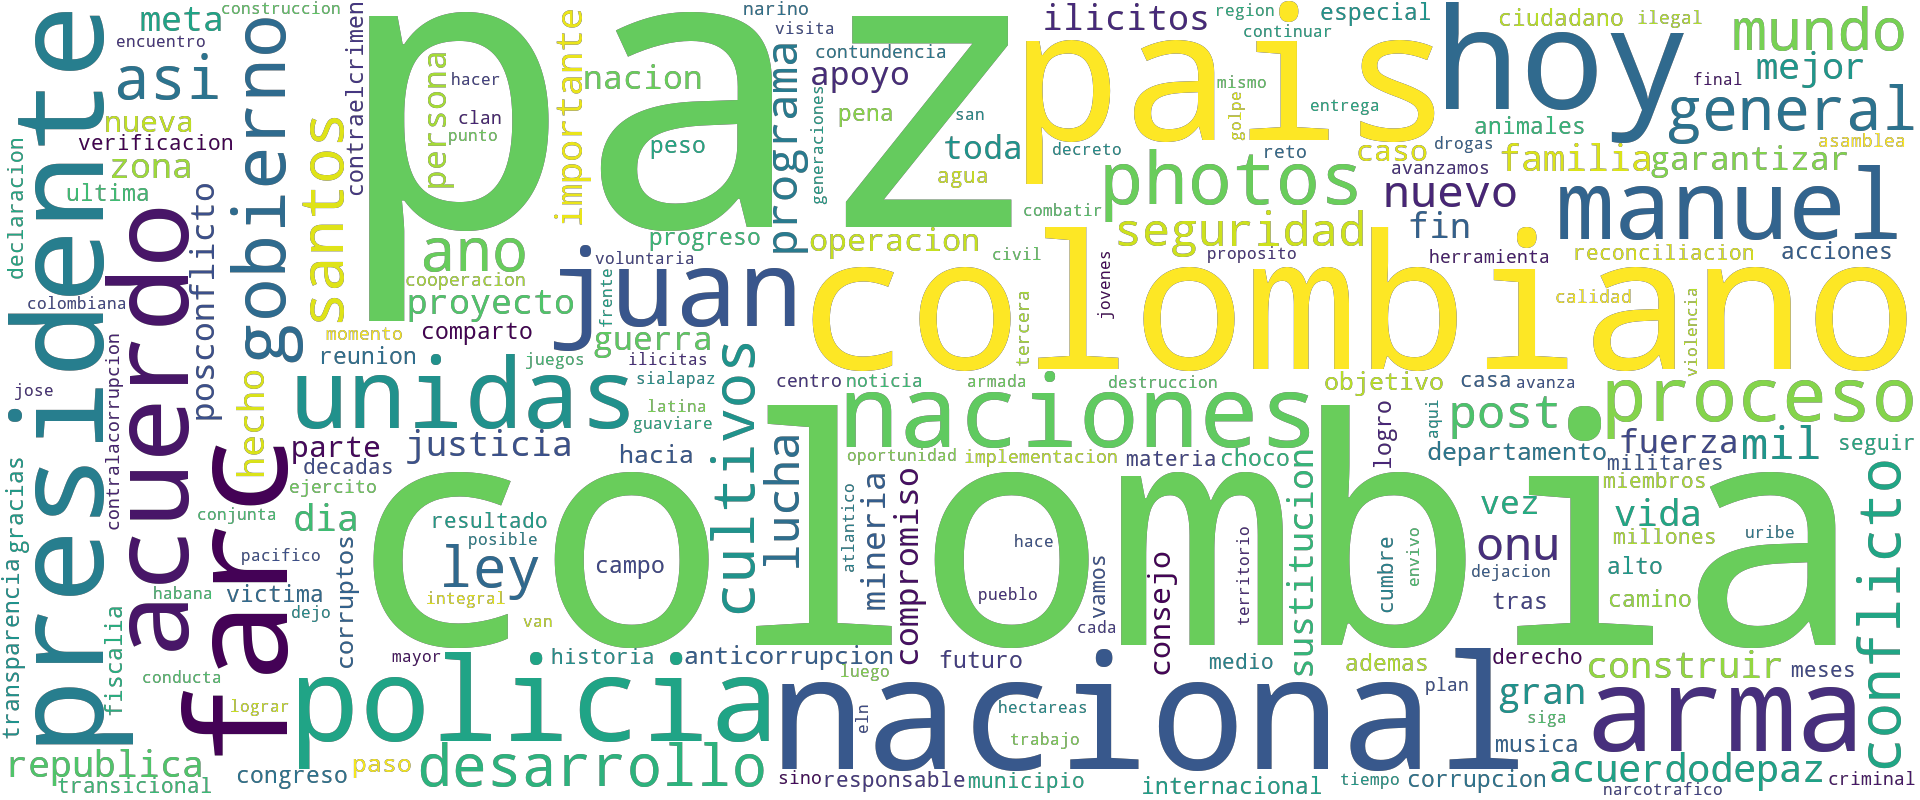 paz
pais
hoy
colombiano
colombia
nacional
presidente
acuerdo
farc
gobierno
policia
naciones
unidas
juan
manuel
santos
arma
proceso
conflicto
general
mundo
photos
seguridad
desarrollo
cultivos
construccion
encuentro
meta
asi
nueva
verificacion
zona
ultima
declaracion
colombiana
posconflicto
contraelcrimen
persona
hacer
clan
punto
importante
nacion
narino
visita
contundencia
programa
apoyo
generaciones
pena
peso
agua
san
toda
progreso
operacion
ilicitos
region
continuar
especial
mismo
golpe
entrega
decreto
reto
combatir
ciudadano
ilegal
mejor
final
animales
drogas
caso
avanzamos
familia
garantizar
asamblea
nuevo
fin
reconciliacion
acciones
herramienta
proposito
civil
jovenes
voluntaria
cooperacion
ano
proyecto
momento
comparto
reunion
frente
guerra
juegos
ilicitas
sialapaz
latina
guaviare
tercera
calidad
violencia
centro
noticia
armada
destruccion
objetivo
casa
avanza
jose
contralacorrupcion
hecho
parte
decadas
ejercito
justicia
hacia
lucha
oportunidad
implementacion
materia
choco
logro
aqui
post
departamento
fuerza
mil
seguir
militares
miembros
transparencia
gracias
conjunta
dia
resultado
posible
ley
campo
atlantico
mineria
compromiso
hace
pueblo
territorio
vamos
consejo
sustitucion
cumbre
envivo
vez
onu
dejacion
vida
millones
uribe
alto
tras
camino
pacifico
habana
victima
dejo
corruptos
integral
van
cada
fiscalia
mayor
conducta
lograr
historia
anticorrupcion
luego
futuro
medio
ademas
derecho
construir
meses
plan
gran
siga
musica
eln
hectareas
trabajo
republica
transicional
congreso
paso
sino
responsable
municipio
internacional
tiempo
corrupcion
acuerdodepaz
narcotrafico
criminal